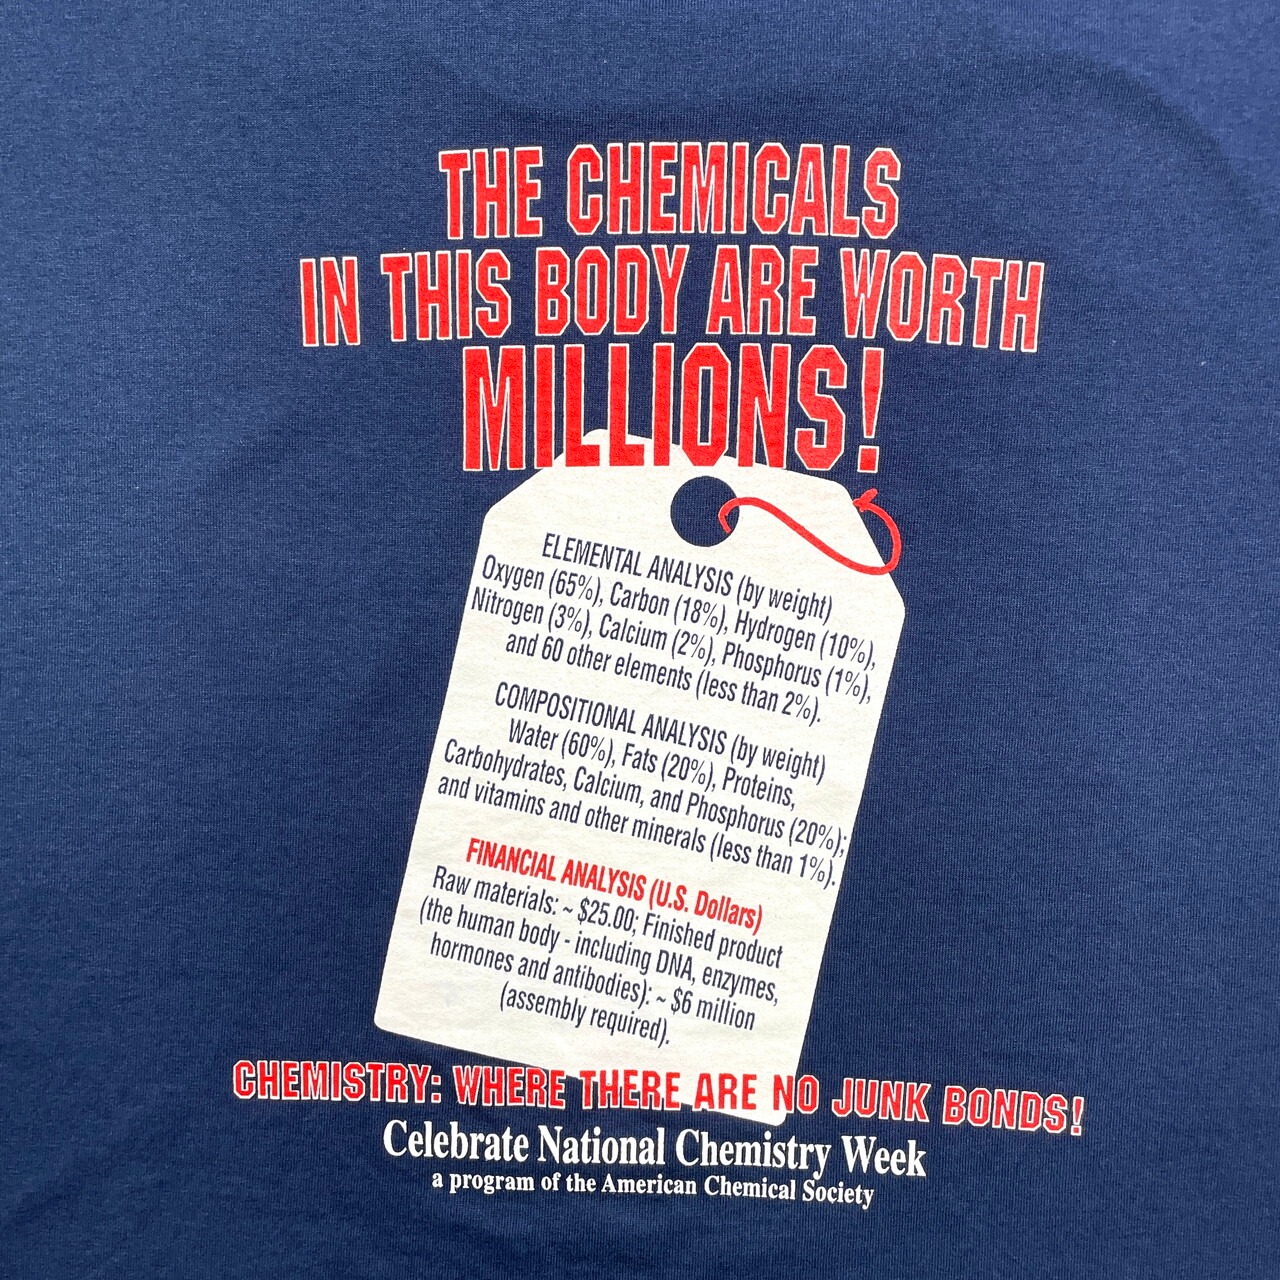 THE CHEMICALS
IN THIS BODY ARE WORTH
MILLIONS!
ELEMENTAL ANALYSIS (by weight)
Oxygen (65%), Carbon (18%), Hydrogen (10%),
Nitrogen (3%), Calcium (2%), Phosphorus (1%),
and 60 other elements (less than 2%).
COMPOSITIONAL ANALYSIS (by weight)
Water (60%), Fats (20%), Proteins,
Carbohydrates, Calcium, and Phosphorus (20%);
and vitamins and other minerals (less than 1%).
FINANCIAL ANALYSIS (U.S. Dollars)
Raw materials: ~ $25.00; Finished product
(the human body - including DNA, enzymes,
hormones and antibodies): ~ $6 million
(assembly required).
CHEMISTRY: WHERE THERE ARE NO JUNK BONDS!
Celebrate National Chemistry Week
a program of the American Chemical Society